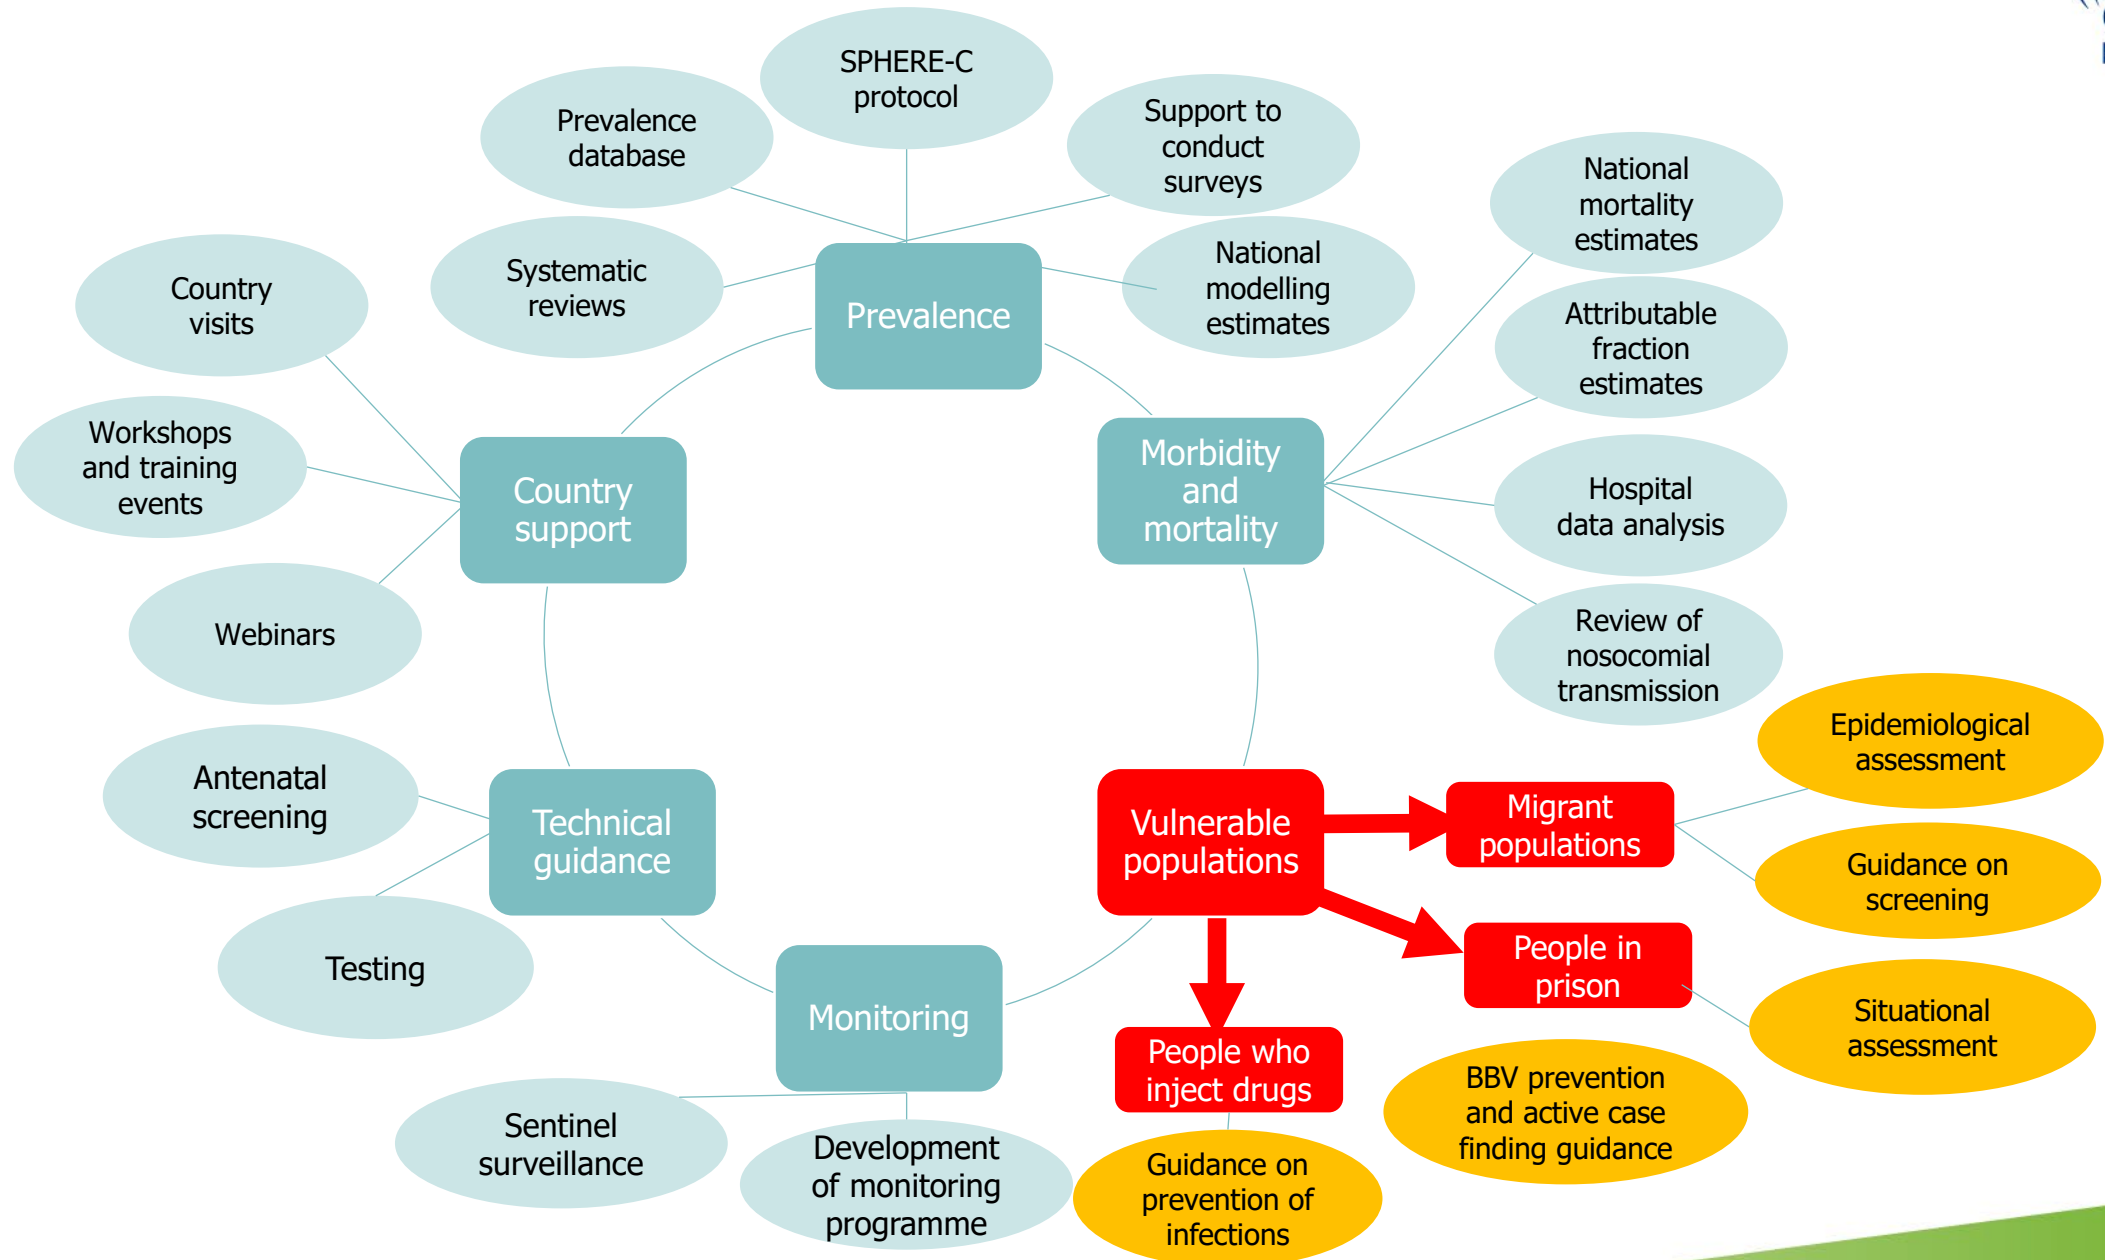 SPHERE-C
protocol
Prevalence
database
Support to
conduct
surveys
National
mortality
estimates
Country
visits
Systematic
reviews
Prevalence
National
modelling
estimates
Attributable
fraction
estimates
Workshops
and training
events
Country
support
Morbidity
and
mortality
Hospital
data analysis
Webinars
Review of
nosocomial
transmission
Epidemiological
assessment
Antenatal
screening
Technical
guidance
Vulnerable
populations
Migrant
populations
Guidance on
screening
Testing
Monitoring
People in
prison
Situational
assessment
People who
inject drugs
BBV prevention
and active case
finding guidance
Sentinel
surveillance
Development
of monitoring
programme
Guidance on
prevention of
infections